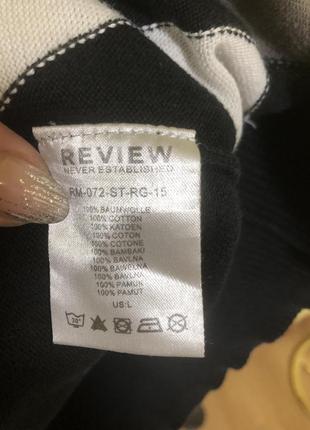 REVIEW
NEVER ESTABLISHED
RM-072-ST-RG-15
100% BAUMWOLLE
100% COTTON
100% KATOEN
100% COTON
100% COTONE
100% BAMBAKI
100% BAVLNA
100% BAWEŁNA
100% BAVLNA
100% PAMUK
100% PAMUT
US:L
30°